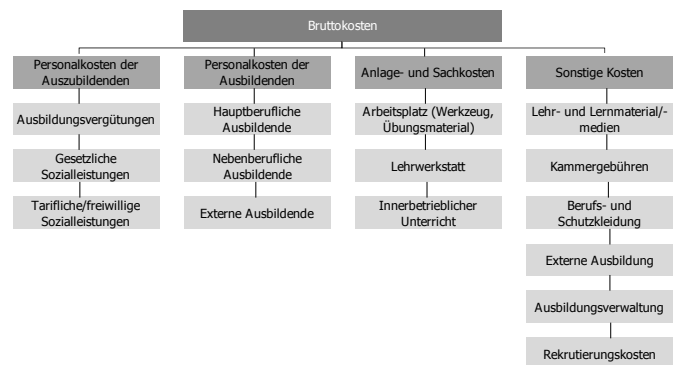 Bruttokosten
Personalkosten der
Auszubildenden
Ausbildungsvergütungen
Gesetzliche
Sozialleistungen
Tarifliche/freiwillige
Sozialleistungen
Personalkosten der
Ausbildenden
Hauptberufliche
Ausbildende
Nebenberufliche
Ausbildende
Externe Ausbildende
Anlage- und Sachkosten
Arbeitsplatz (Werkzeug,
Übungsmaterial)
Lehrwerkstatt
Innerbetrieblicher
Unterricht
Sonstige Kosten
Lehr- und Lernmaterial/-
medien
Kammergebühren
Berufs- und
Schutzkleidung
Externe Ausbildung
Ausbildungsverwaltung
Rekrutierungskosten